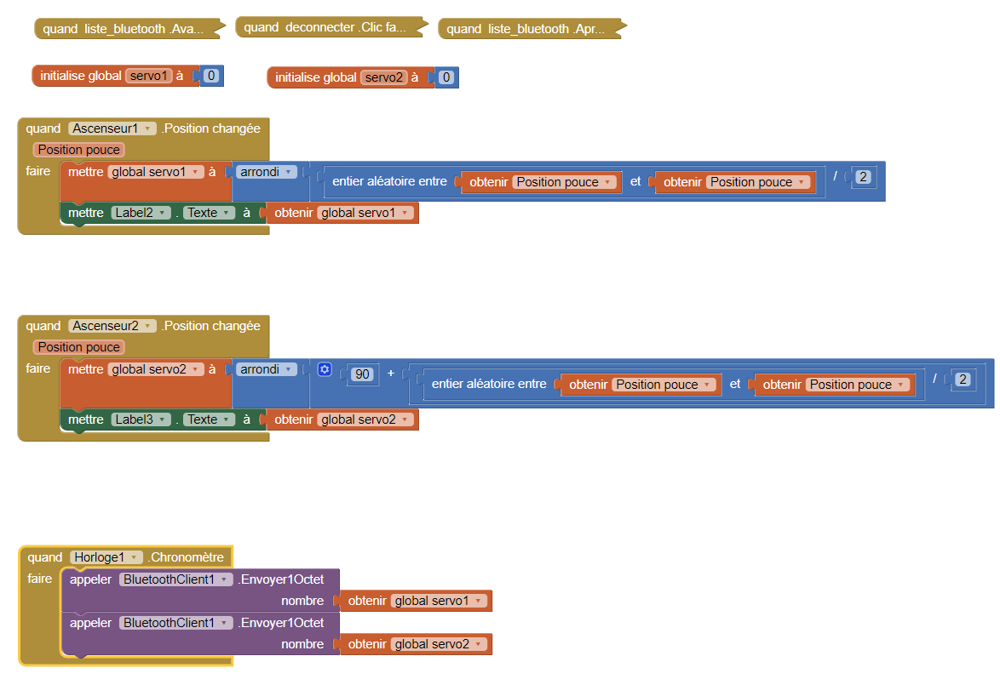 quand liste_bluetooth .Ava...
quand deconnecter .Clic fa...
quand liste_bluetooth .Apr...
initialise global servo1 à 0
initialise global servo2 à 0
quand Ascenseur1 .Position changée
Position pouce
faire mettre global servo1 à arrondi entier aléatoire entre obtenir Position pouce et obtenir Position pouce / 2
mettre Label2 . Texte à obtenir global servo1
quand Ascenseur2 .Position changée
Position pouce
faire mettre global servo2 à arrondi 90 + entier aléatoire entre obtenir Position pouce et obtenir Position pouce / 2
mettre Label3 . Texte à obtenir global servo2
quand Horloge1 .Chronomètre
faire appeler BluetoothClient1 .Envoyer1Octet
nombre obtenir global servo1
appeler BluetoothClient1 .Envoyer1Octet
nombre obtenir global servo2